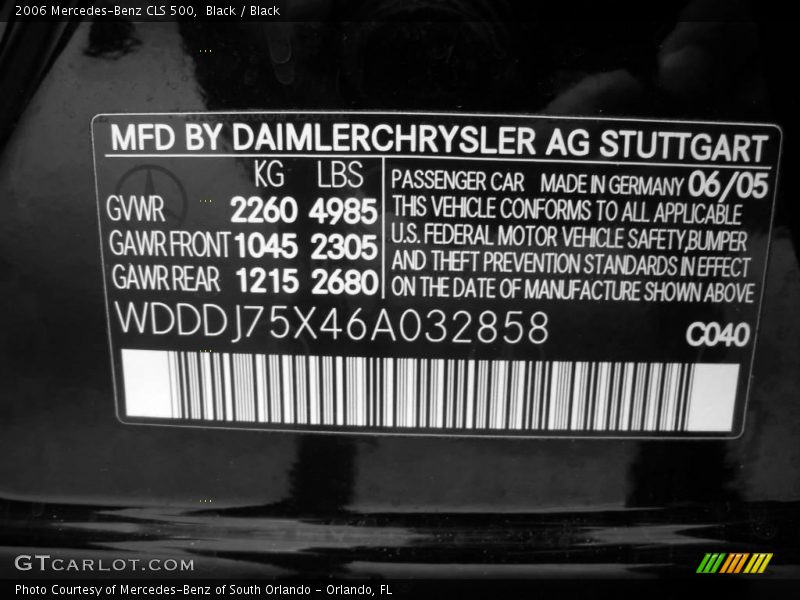 2006 Mercedes-Benz CLS 500, Black / Black
MFD BY DAIMLERCHRYSLER AG STUTTGART
KG LBS
GVWR 2260 4985
GAWR FRONT 1045 2305
GAWR REAR 1215 2680
PASSENGER CAR MADE IN GERMANY 06/05
THIS VEHICLE CONFORMS TO ALL APPLICABLE
U.S. FEDERAL MOTOR VEHICLE SAFETY,BUMPER
AND THEFT PREVENTION STANDARDS IN EFFECT
ON THE DATE OF MANUFACTURE SHOWN ABOVE
WDDDJ75X46A032858 C040
GTCARLOT.COM
Photo Courtesy of Mercedes-Benz of South Orlando - Orlando, FL